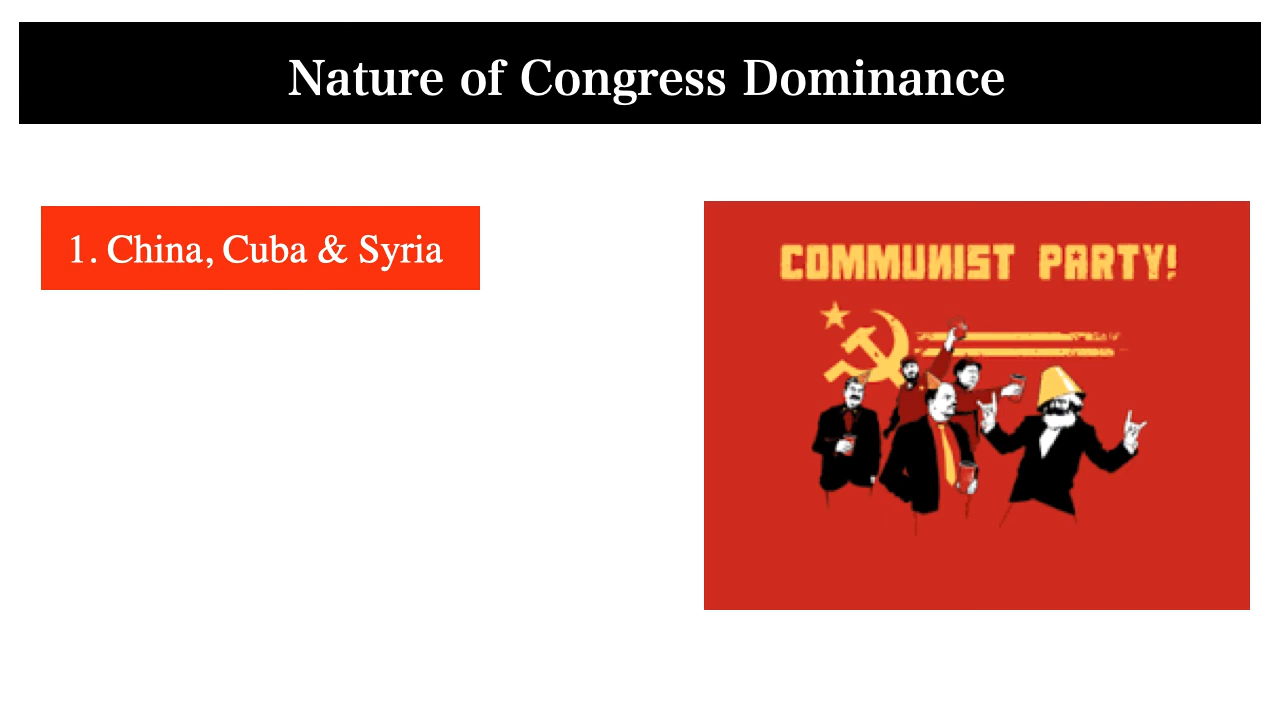 Nature of Congress Dominance
1. China, Cuba & Syria
COMMUNIST PARTY!